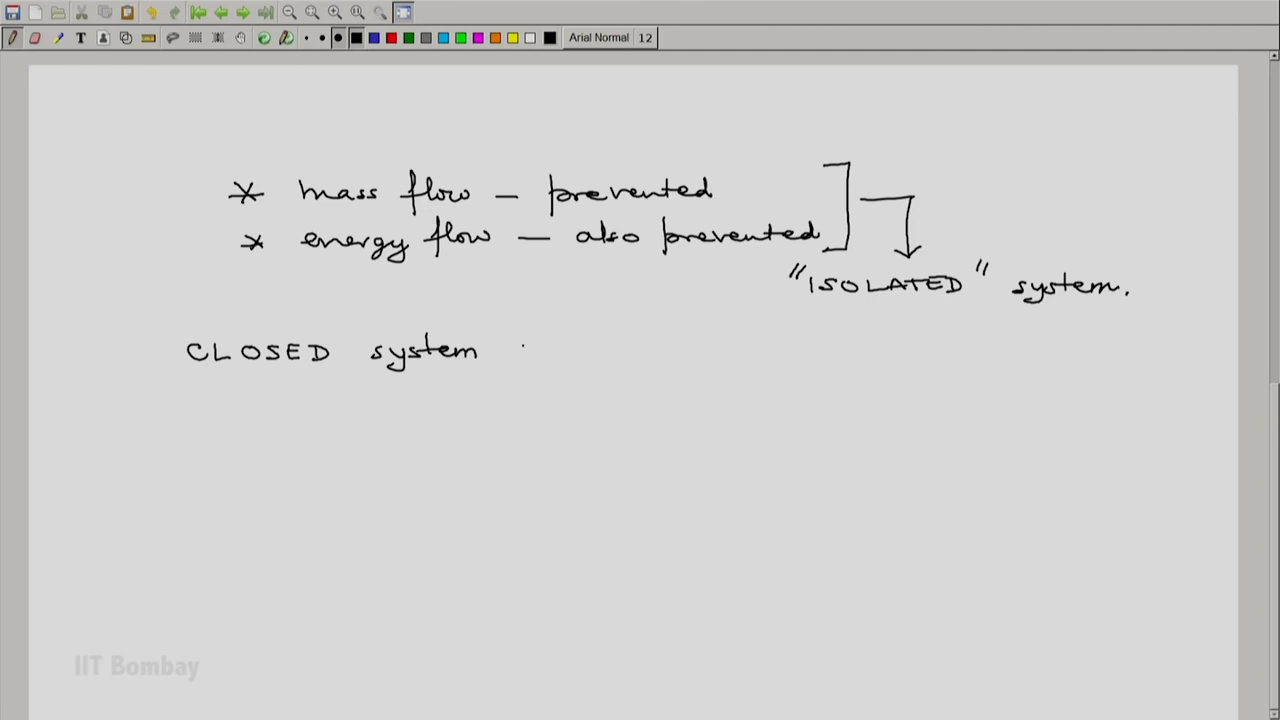 Arial Normal 12
* mass flow — prevented
* energy flow — also prevented
"ISOLATED" system.
CLOSED system
IIT Bombay